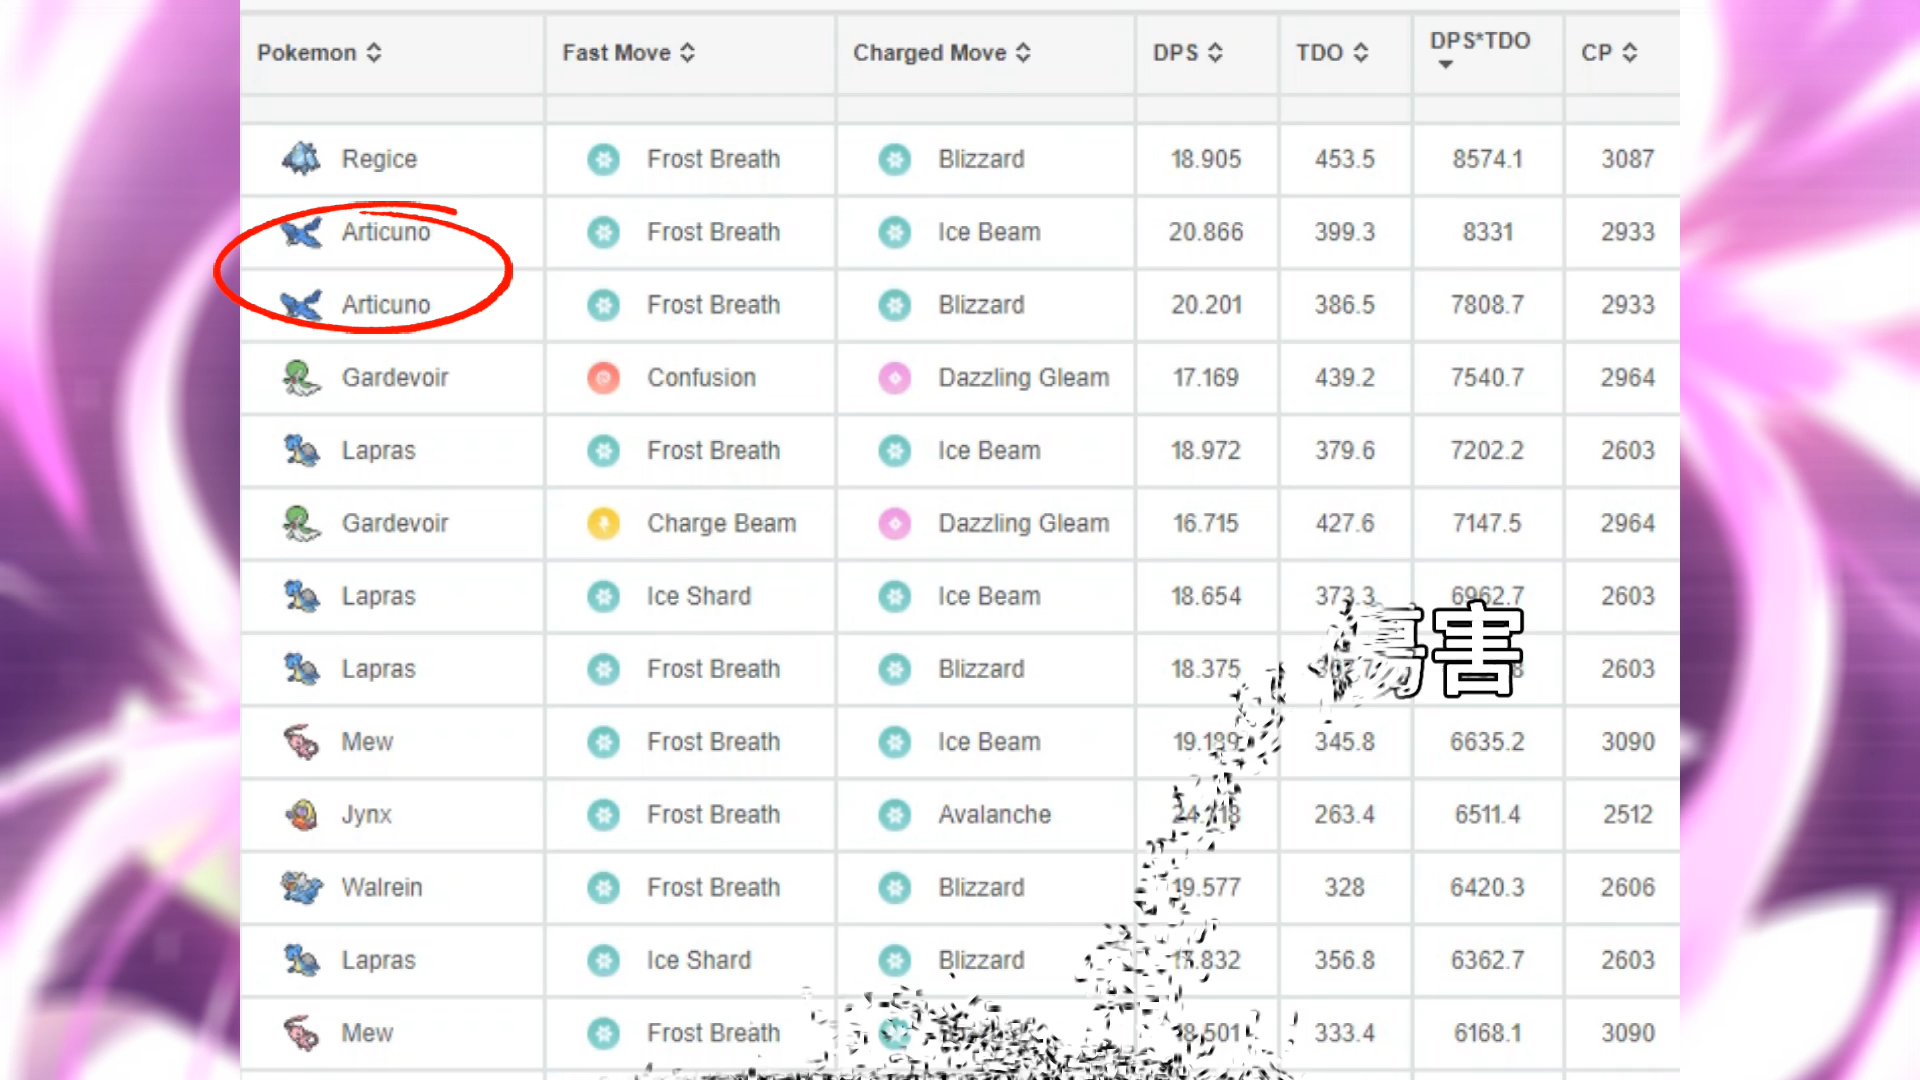 Pokemon Fast Move Charged Move DPS TDO DPS*TDO CP
Regice Frost Breath Blizzard 18.905 453.5 8574.1 3087
Articuno Frost Breath Ice Beam 20.866 399.3 8331 2933
Articuno Frost Breath Blizzard 20.201 386.5 7808.7 2933
Gardevoir Confusion Dazzling Gleam 17.169 439.2 7540.7 2964
Lapras Frost Breath Ice Beam 18.972 379.6 7202.2 2603
Gardevoir Charge Beam Dazzling Gleam 16.715 427.6 7147.5 2964
Lapras Ice Shard Ice Beam 18.654 373.3 6962.7 2603
傷害
Lapras Frost Breath Blizzard 18.375 2603
Mew Frost Breath Ice Beam 19.189 345.8 6635.2 3090
Jynx Frost Breath Avalanche 263.4 6511.4 2512
Walrein Frost Breath Blizzard 19.577 328 6420.3 2606
Lapras Ice Shard Blizzard 356.8 6362.7 2603
Mew Frost Breath 333.4 6168.1 3090